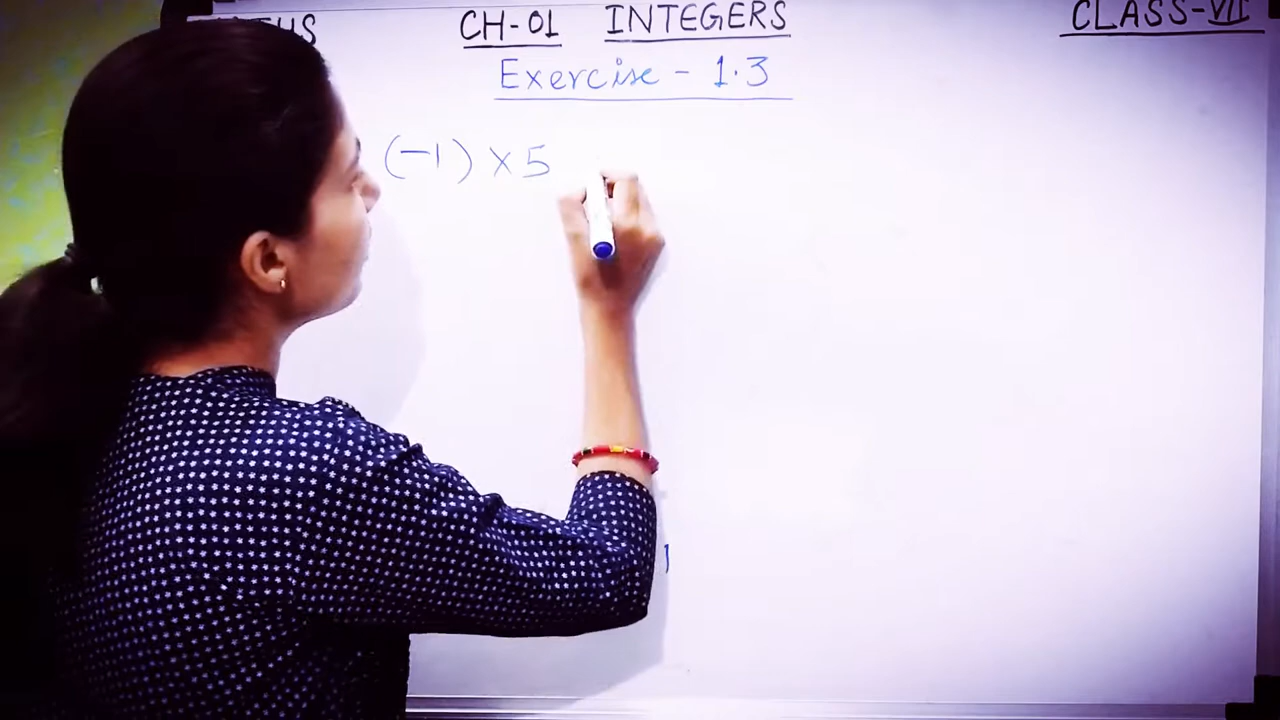 CH-01 INTEGERS CLASS-VII
Exercise - 1.3
(-1) × 5